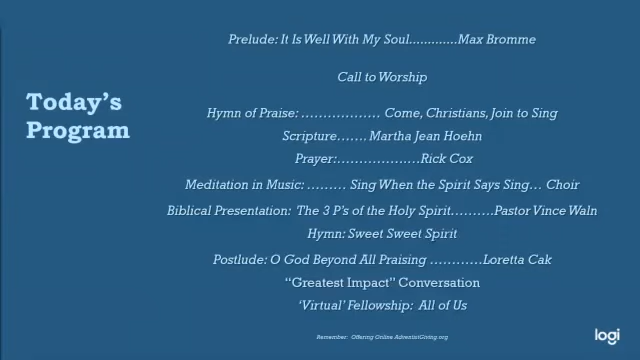 Today's
Program
Prelude: It Is Well With My Soul.............Max Bromme
Call to Worship
Hymn of Praise: ……………… Come, Christians, Join to Sing
Scripture……. Martha Jean Hoehn
Prayer:………………..Rick Cox
Meditation in Music: ……… Sing When the Spirit Says Sing… Choir
Biblical Presentation: The 3 P's of the Holy Spirit……….Pastor Vince Waln
Hymn: Sweet Sweet Spirit
Postlude: O God Beyond All Praising …………Loretta Cak
“Greatest Impact” Conversation
‘Virtual’ Fellowship: All of Us
Remember: Offering Online AdventistGiving.org
logi